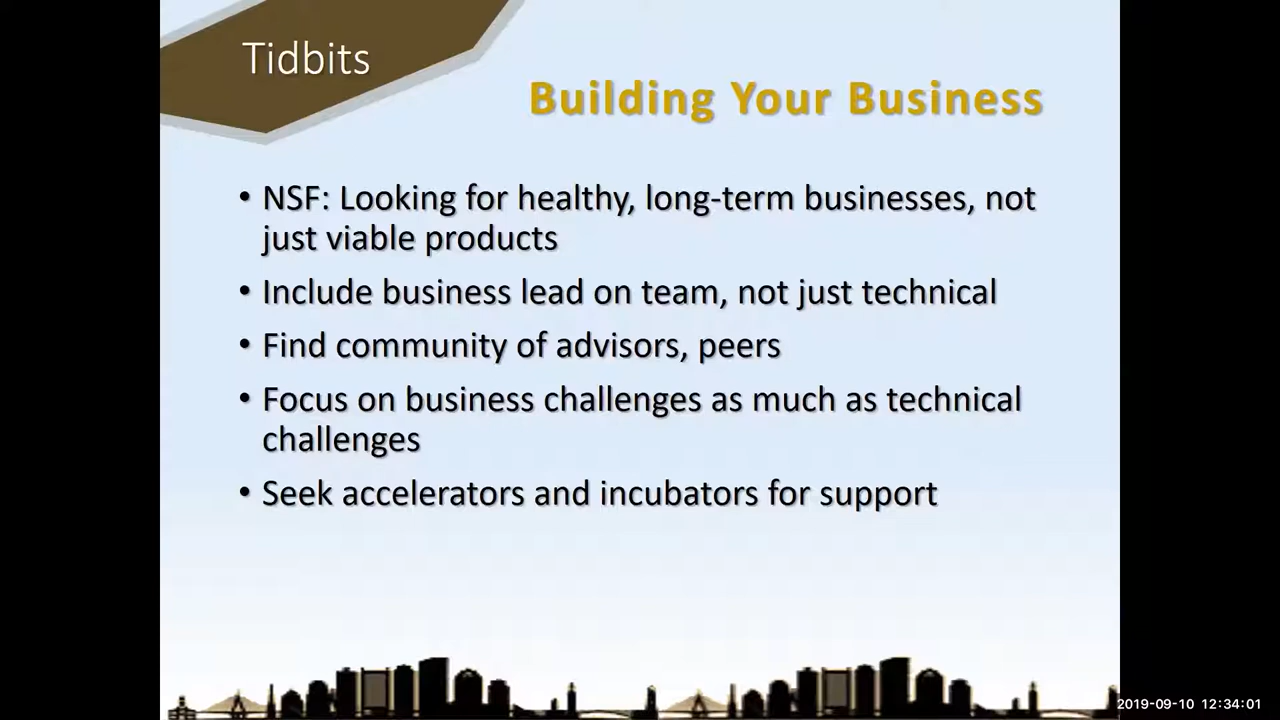 Tidbits
Building Your Business
• NSF: Looking for healthy, long-term businesses, not
just viable products
• Include business lead on team, not just technical
• Find community of advisors, peers
• Focus on business challenges as much as technical
challenges
• Seek accelerators and incubators for support
2019-09-10 12:34:01